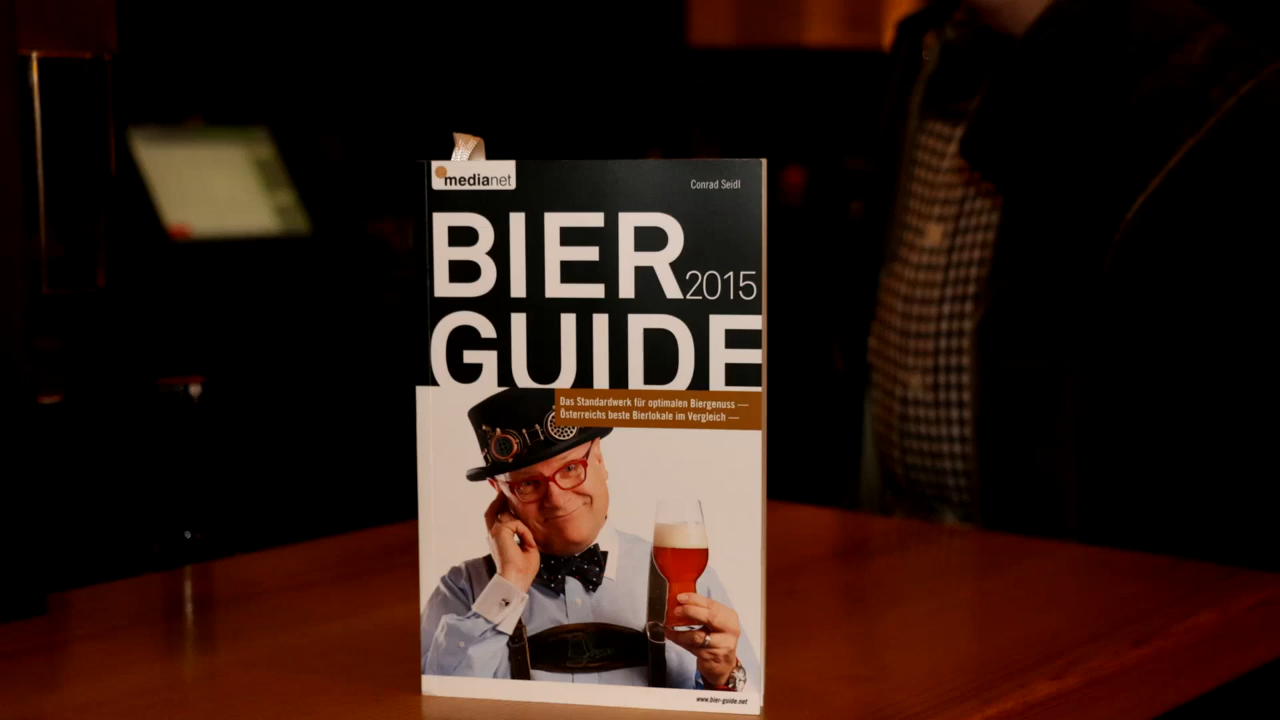 medianet
Conrad Seidl
BIER 2015
GUIDE
Das Standardwerk für optimalen Biergenuss —
Österreichs beste Bierlokale im Vergleich —
www.bier-guide.net